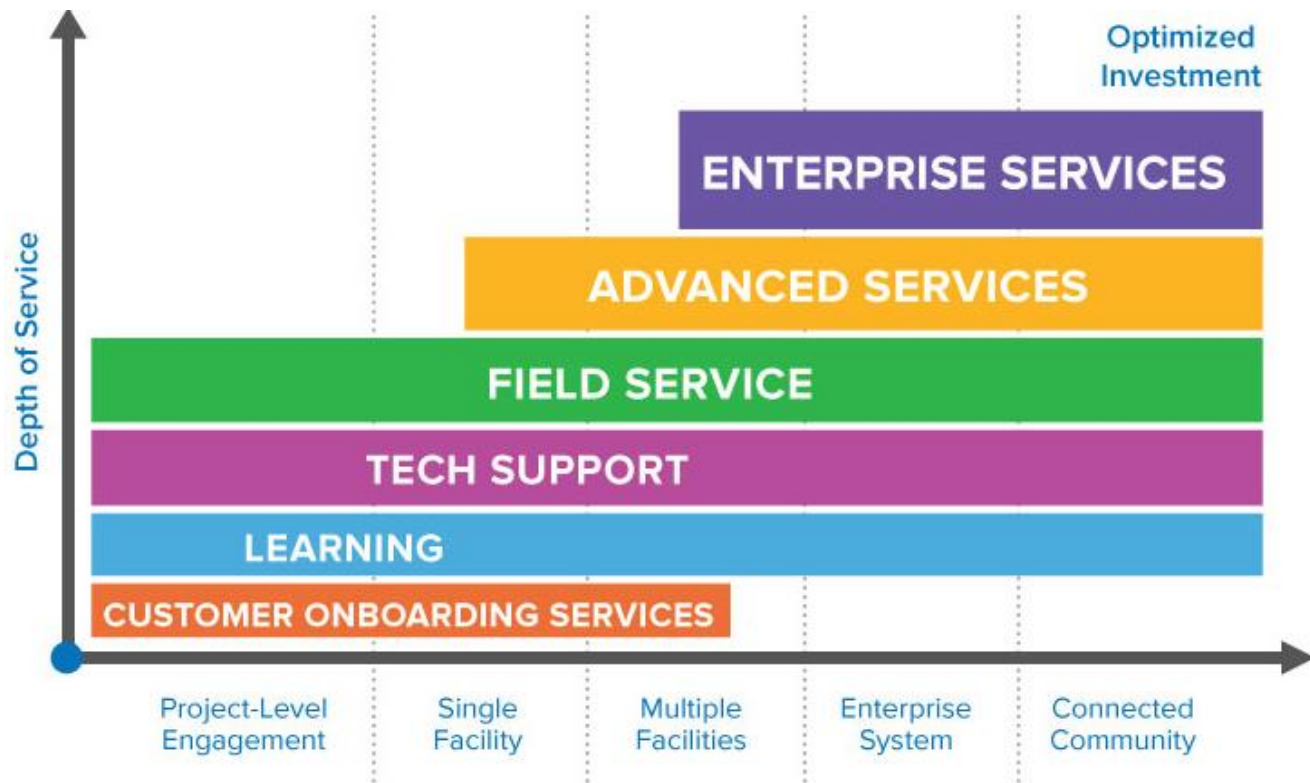 Optimized
Investment
ENTERPRISE SERVICES
ADVANCED SERVICES
FIELD SERVICE
TECH SUPPORT
LEARNING
CUSTOMER ONBOARDING SERVICES
Depth of Service
Project-Level
Engagement
Single
Facility
Multiple
Facilities
Enterprise
System
Connected
Community